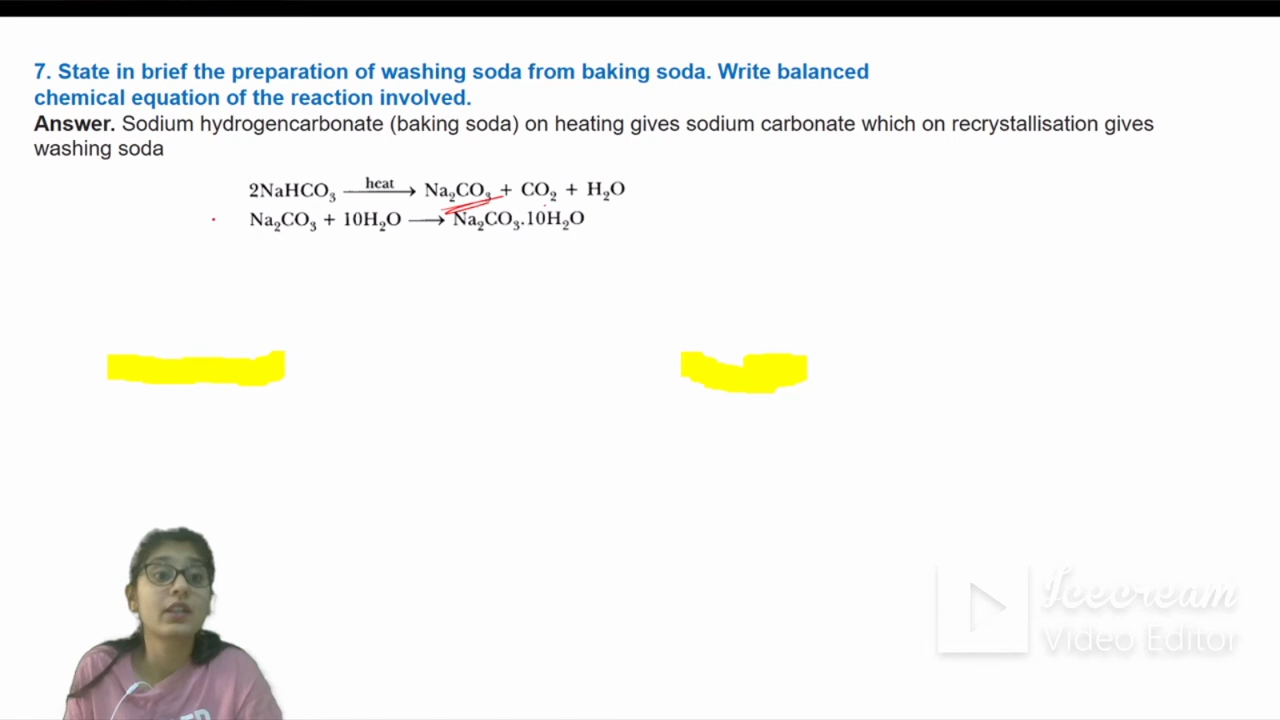 7. State in brief the preparation of washing soda from baking soda. Write balanced
chemical equation of the reaction involved.
Answer. Sodium hydrogencarbonate (baking soda) on heating gives sodium carbonate which on recrystallisation gives
washing soda
2NaHCO₃ —heat→ Na₂CO₃ + CO₂ + H₂O
Na₂CO₃ + 10H₂O ⟶ Na₂CO₃.10H₂O
Icecream
Video Editor